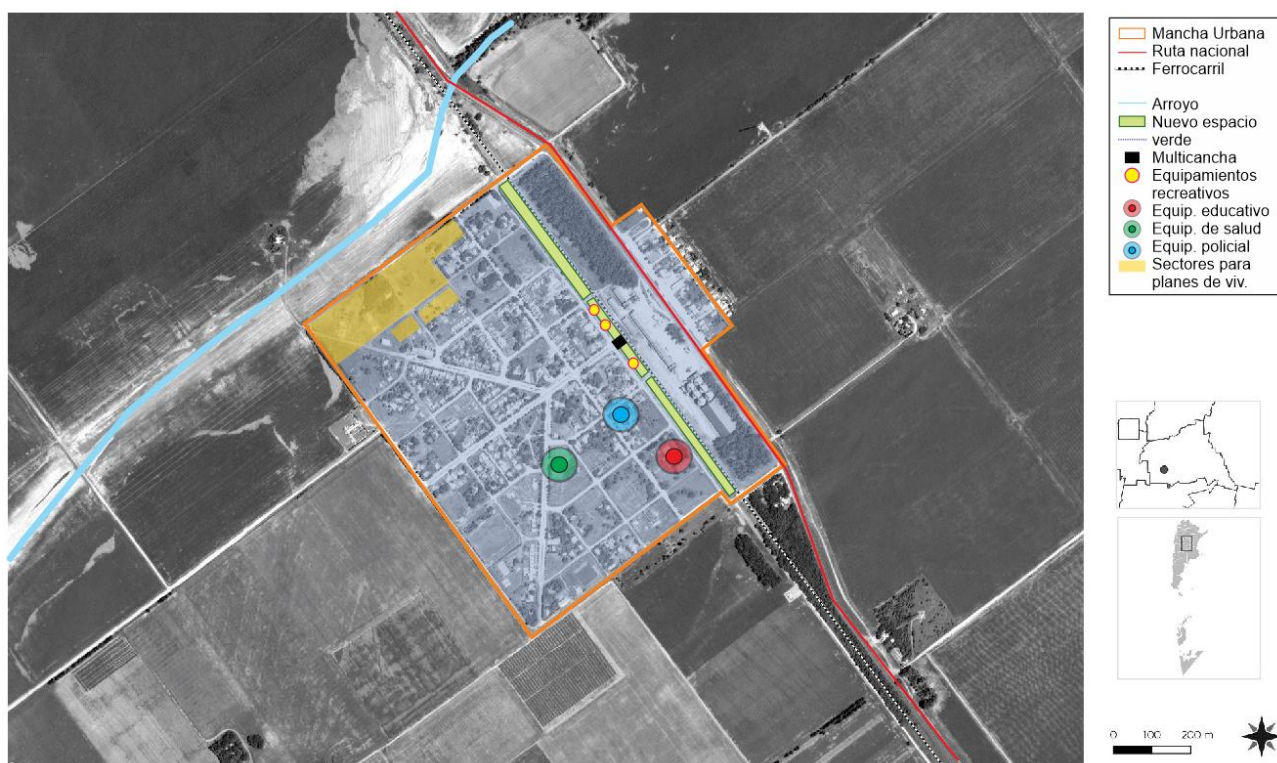 Mancha Urbana
Ruta nacional
Ferrocarril
Arroyo
Nuevo espacio
verde
Multicancha
Equipamientos
recreativos
Equip. educativo
Equip. de salud
Equip. policial
Sectores para
planes de viv.
0 100 200 m